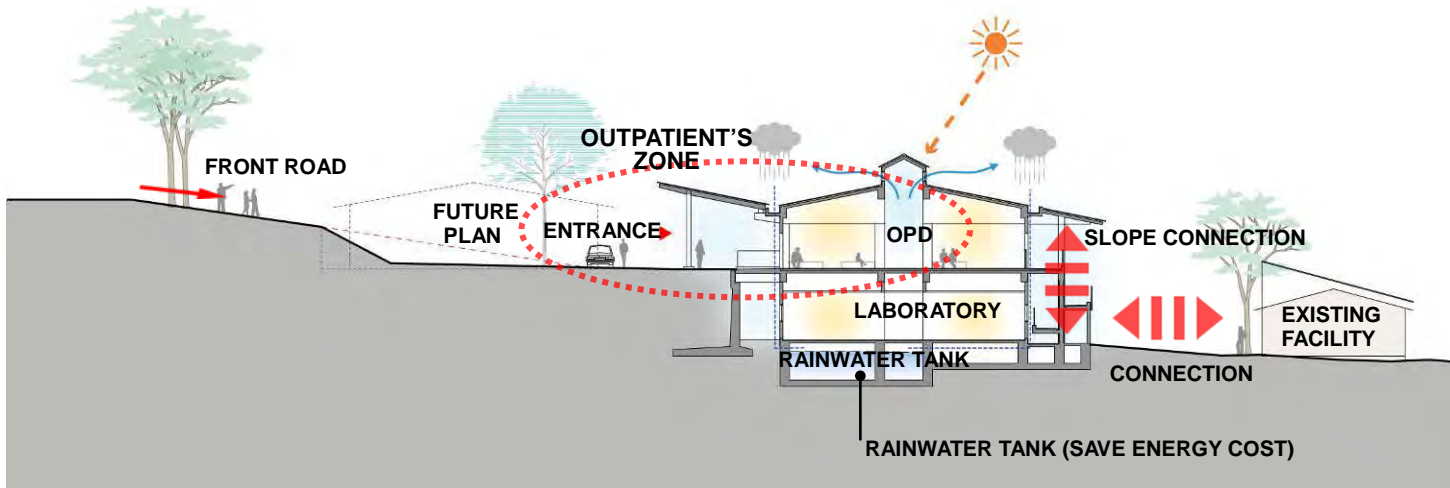 OUTPATIENT'S
ZONE
FRONT ROAD
FUTURE
PLAN
ENTRANCE
OPD
SLOPE CONNECTION
LABORATORY
EXISTING
FACILITY
RAINWATER TANK
CONNECTION
RAINWATER TANK (SAVE ENERGY COST)